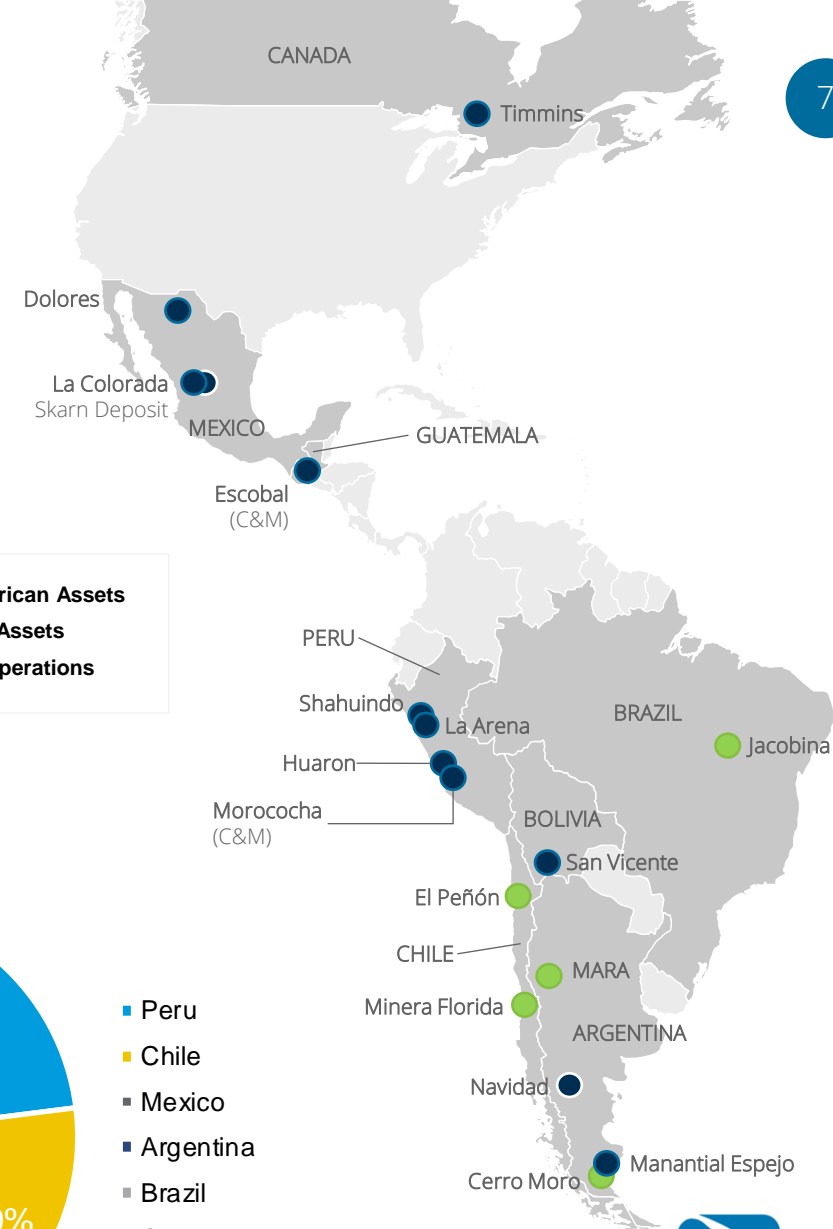 CANADA
7
Timmins
Dolores
La Colorada
Skarn Deposit
MEXICO
GUATEMALA
Escobal
(C&M)
Assets
PERU
Shahuindo
La Arena
BRAZIL
Jacobina
Huaron
Morococha
(C&M)
BOLIVIA
San Vicente
El Peñón
CHILE
MARA
Minera Florida
ARGENTINA
Navidad
Manantial Espejo
Cerro Moro
Assets
Peru
Chile
Mexico
Argentina
Brazil